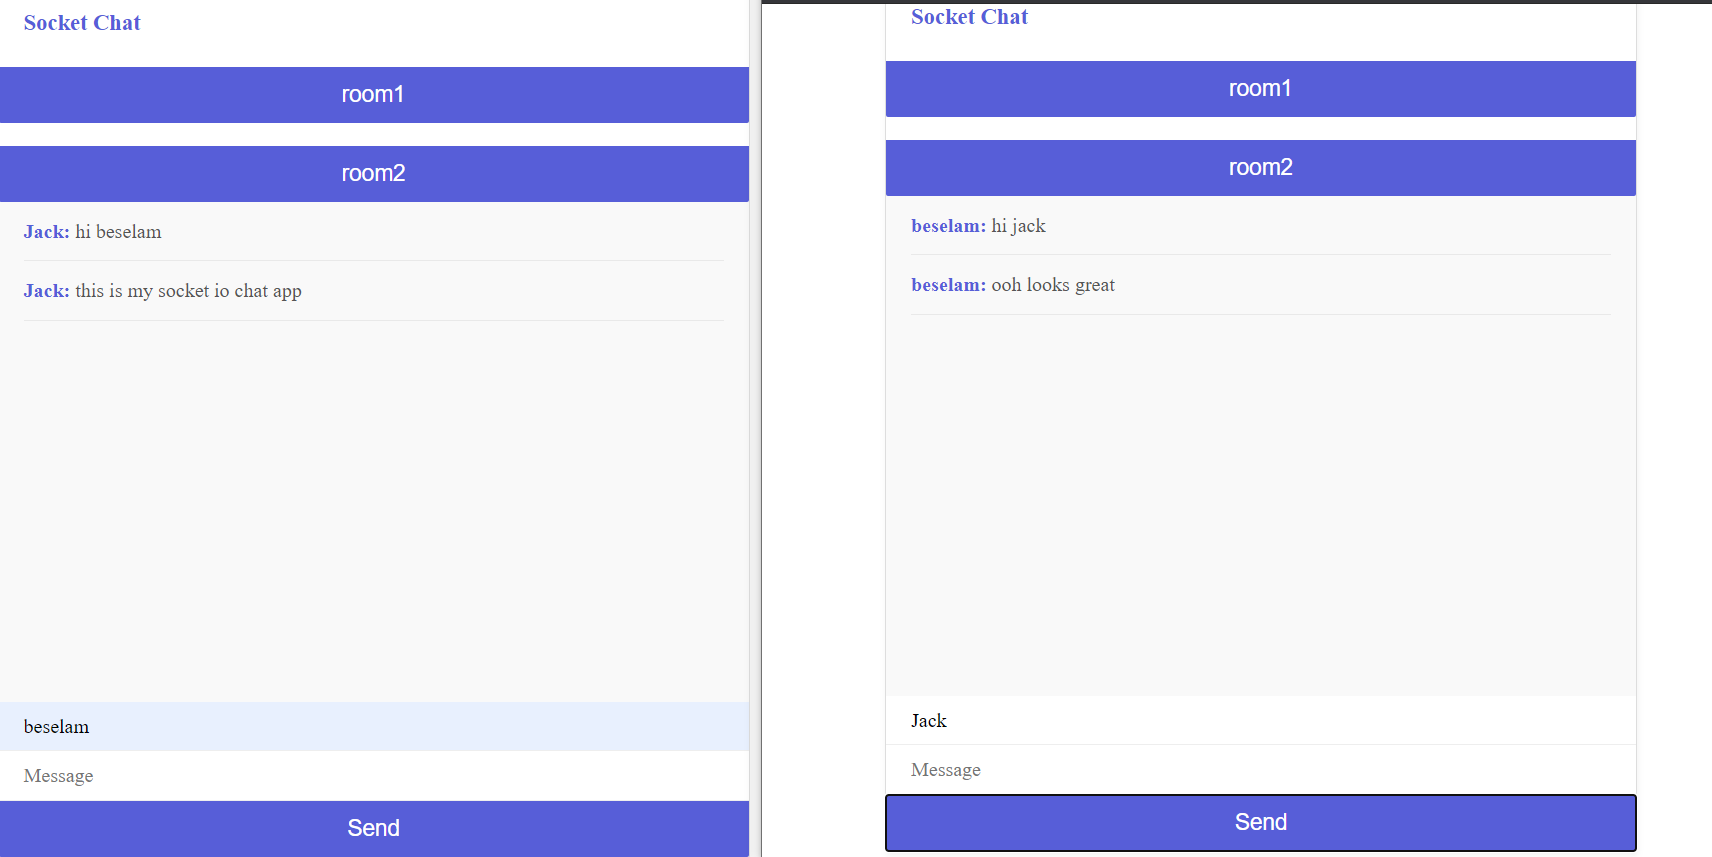 Socket Chat
room1
room2
Jack: hi beselam
Jack: this is my socket io chat app
beselam
Message
Send
Socket Chat
room1
room2
beselam: hi jack
beselam: ooh looks great
Jack
Message
Send